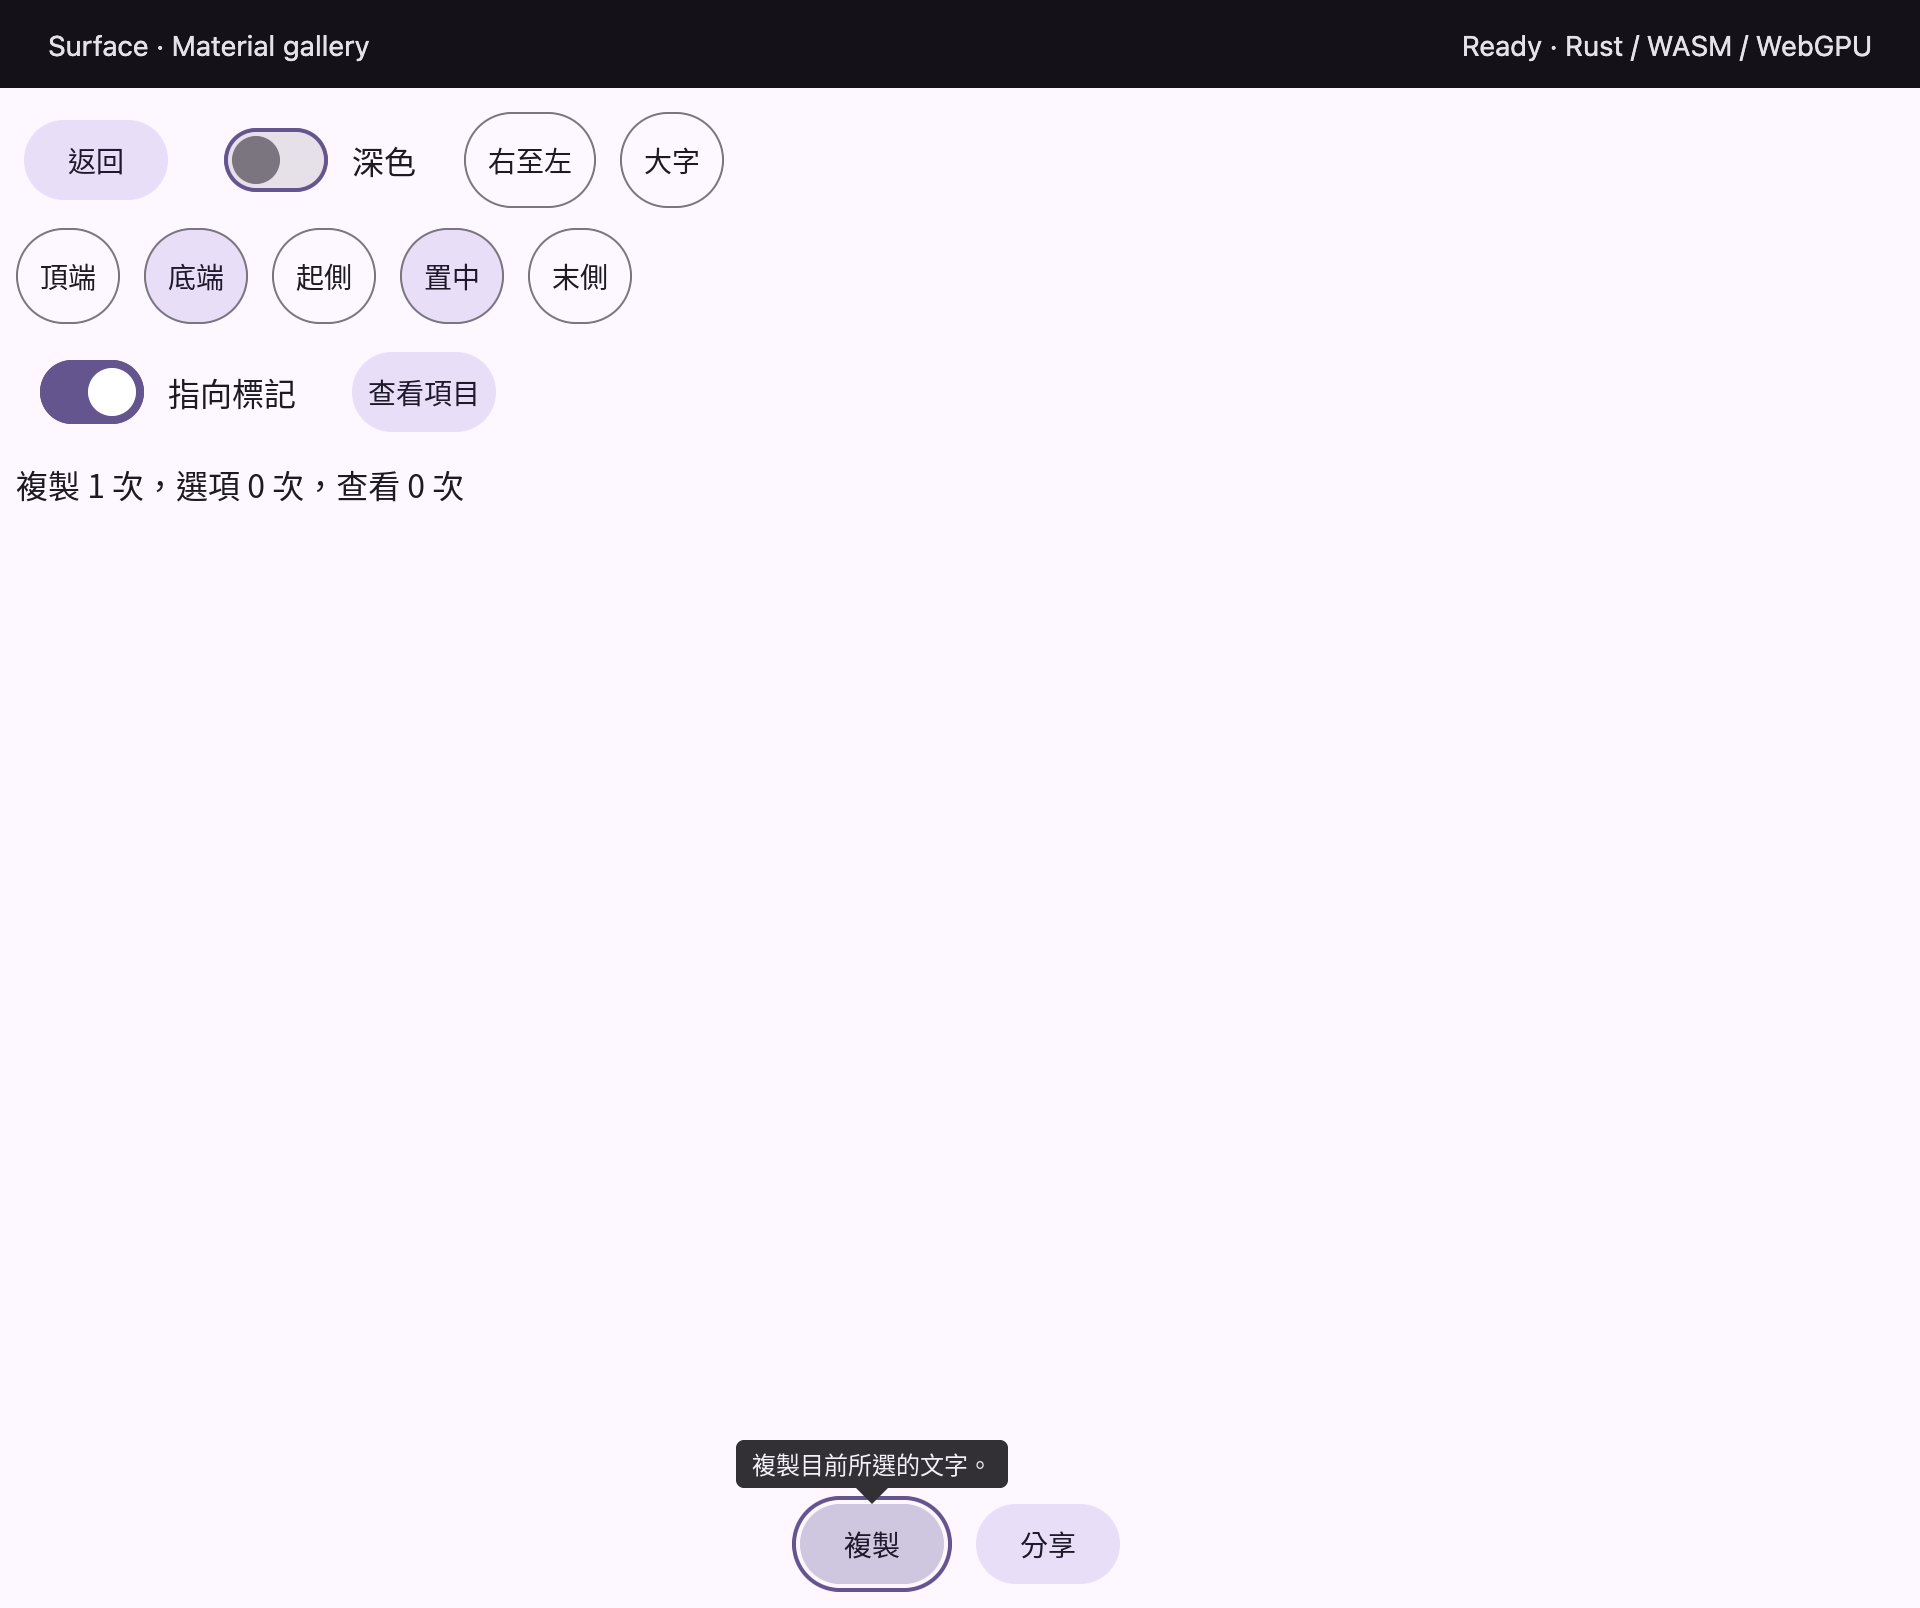 Surface · Material gallery
Ready · Rust / WASM / WebGPU
返回 深色 右至左 大字
頂端 底端 起側 置中 末側
指向標記 查看項目
複製 1 次，選項 0 次，查看 0 次
複製目前所選的文字。
複製 分享